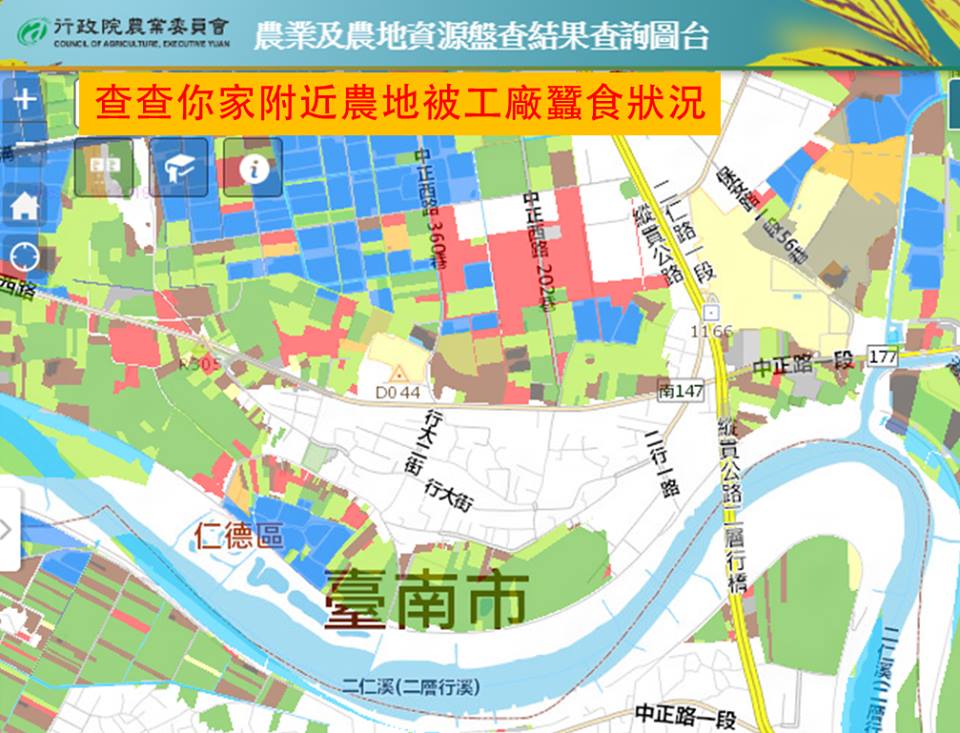 行政院農業委員會
COUNCIL OF AGRICULTURE, EXECUTIVE YUAN
農業及農地資源盤查結果查詢圖台
查查你家附近農地被工廠蠶食狀況
中正西路 360巷
中正西路 202巷
二仁路一段
縱貫公路
保安路一段56巷
西路
R305
D044
1166
南147
中正路一段
177
行大二街
行大街
二行一路
縱貫公路二層行橋
仁德區
臺南市
二仁溪(二層行溪)
二仁溪(二層行
中正路一段